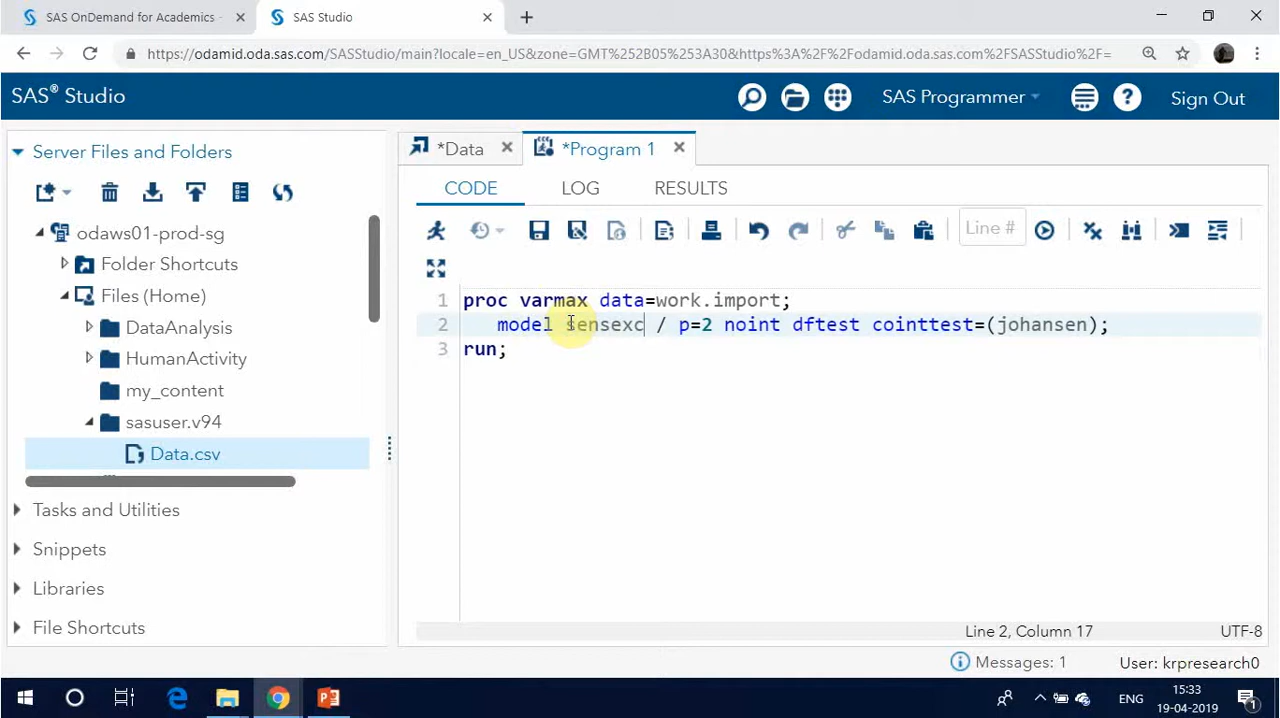 SAS OnDemand for Academics -
SAS Studio
https://odamid.oda.sas.com/SASStudio/main?locale=en_US&zone=GMT%252B05%253A30&https%3A%2F%2Fodamid.oda.sas.com%2FSASStudio%2F=
SAS® Studio
SAS Programmer
Sign Out
Server Files and Folders
odaws01-prod-sg
Folder Shortcuts
Files (Home)
DataAnalysis
HumanActivity
my_content
sasuser.v94
Data.csv
Tasks and Utilities
Snippets
Libraries
File Shortcuts
*Data
*Program 1
CODE LOG RESULTS
Line #
1 proc varmax data=work.import;
2 model sensexc / p=2 noint dftest cointtest=(johansen);
3 run;
Line 2, Column 17
UTF-8
Messages: 1
User: krpresearch0
ENG
15:33
19-04-2019
1